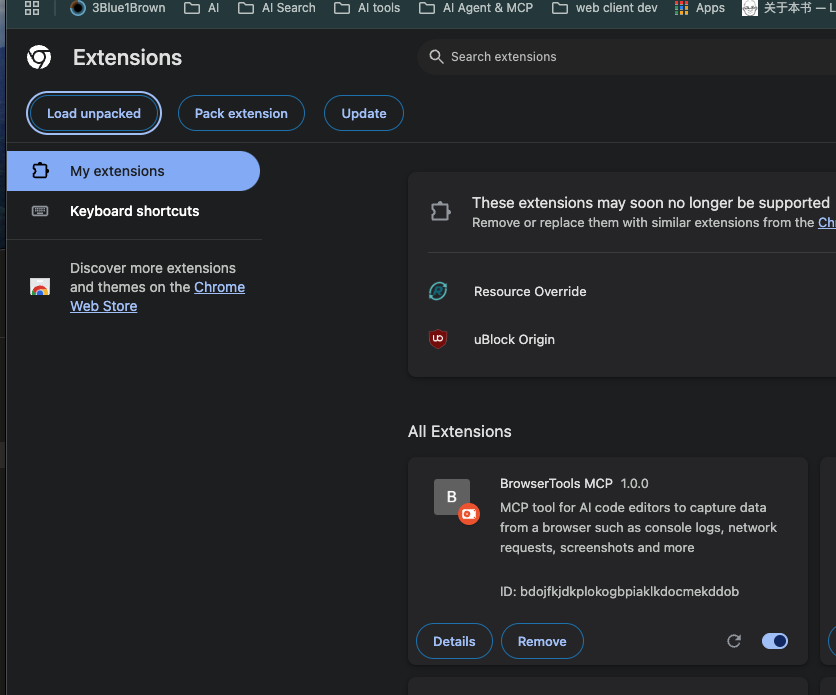 3Blue1Brown AI AI Search AI tools AI Agent & MCP web client dev Apps 关于本书 —
Extensions
Search extensions
Load unpacked Pack extension Update
My extensions
Keyboard shortcuts
Discover more extensions
and themes on the Chrome
Web Store
These extensions may soon no longer be supported
Remove or replace them with similar extensions from the
Resource Override
uBlock Origin
All Extensions
B
BrowserTools MCP 1.0.0
MCP tool for AI code editors to capture data
from a browser such as console logs, network
requests, screenshots and more
ID: bdojfkjdkplokogbpiaklkdocmekddob
Details Remove